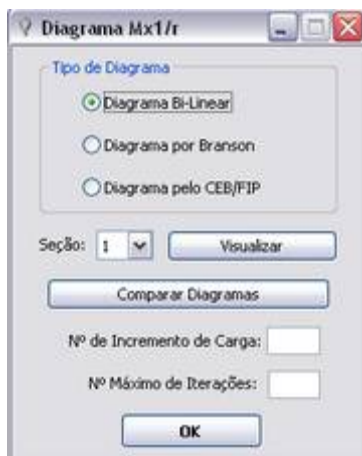 Diagrama Mx1/r
Tipo de Diagrama
Diagrama Bi-Linear
Diagrama por Branson
Diagrama pelo CEB/FIP
Seção: 1 Visualizar
Comparar Diagramas
Nº de Incremento de Carga:
Nº Máximo de Iterações:
OK